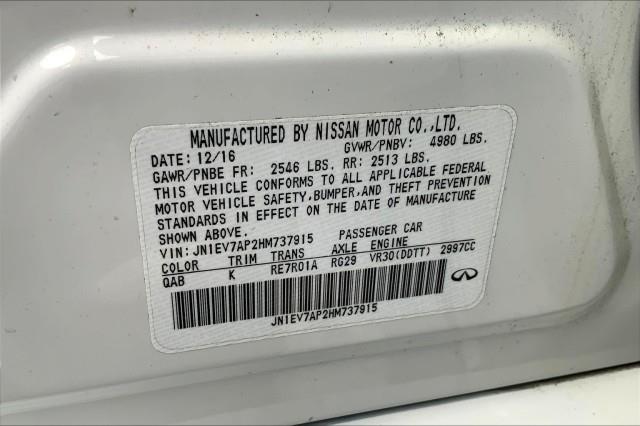 MANUFACTURED BY NISSAN MOTOR CO.,LTD.
DATE: 12/16 GVWR/PNBV: 4980 LBS.
GAWR/PNBE FR: 2546 LBS. RR: 2513 LBS.
THIS VEHICLE CONFORMS TO ALL APPLICABLE FEDERAL
MOTOR VEHICLE SAFETY, BUMPER, AND THEFT PREVENTION
STANDARDS IN EFFECT ON THE DATE OF MANUFACTURE
SHOWN ABOVE.
VIN: JN1EV7AP2HM737915 PASSENGER CAR
COLOR TRIM TRANS AXLE ENGINE
QAB K RE7R01A RG29 VR30(DDTT) 2997CC
JN1EV7AP2HM737915